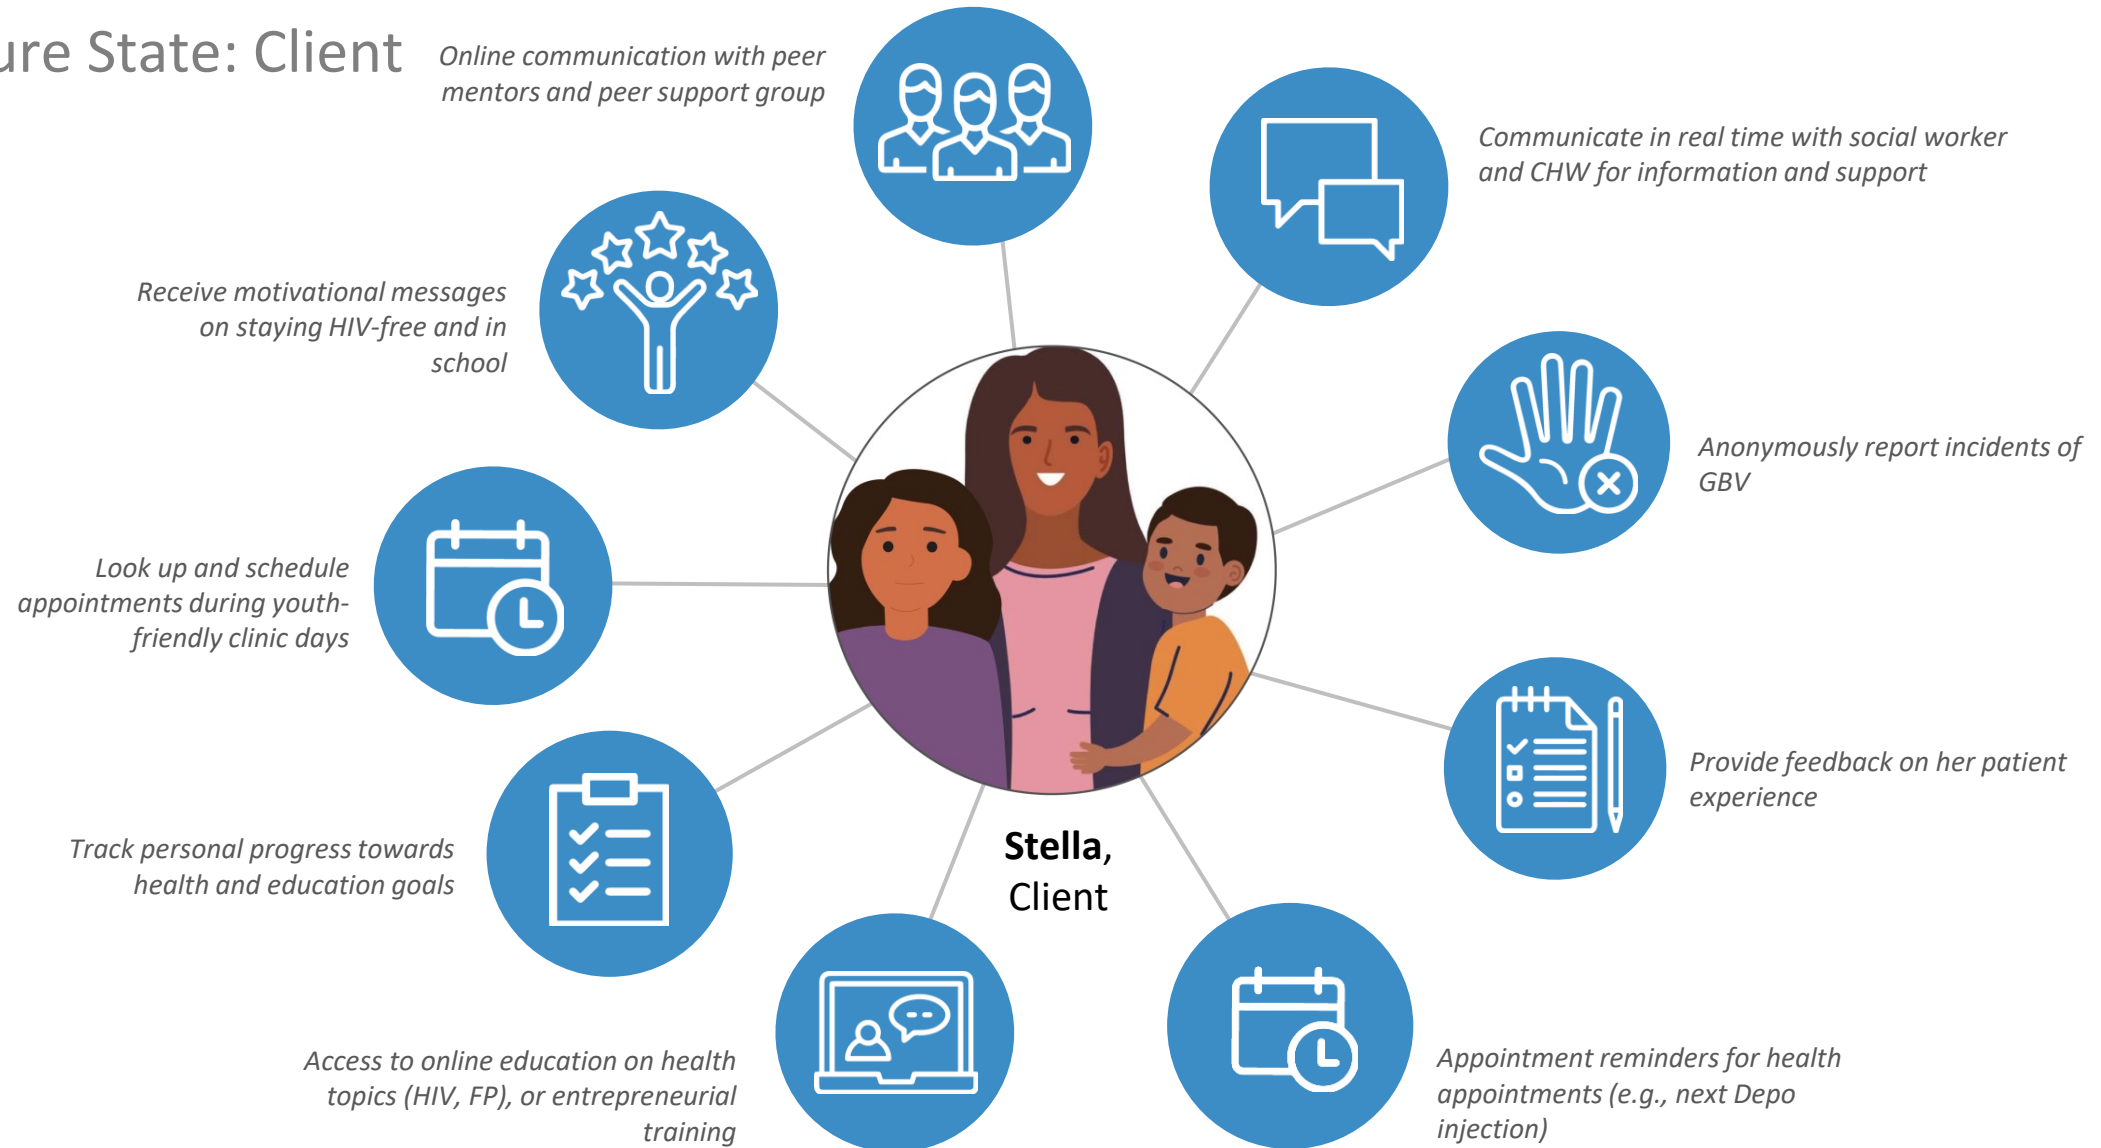 ure State: Client
Online communication with peer
mentors and peer support group
Communicate in real time with social worker
and CHW for information and support
Receive motivational messages
on staying HIV-free and in
school
Anonymously report incidents of
GBV
Look up and schedule
appointments during youth-
friendly clinic days
Provide feedback on her patient
experience
Track personal progress towards
health and education goals
Stella,
Client
Access to online education on health
topics (HIV, FP), or entrepreneurial
training
Appointment reminders for health
appointments (e.g., next Depo
injection)